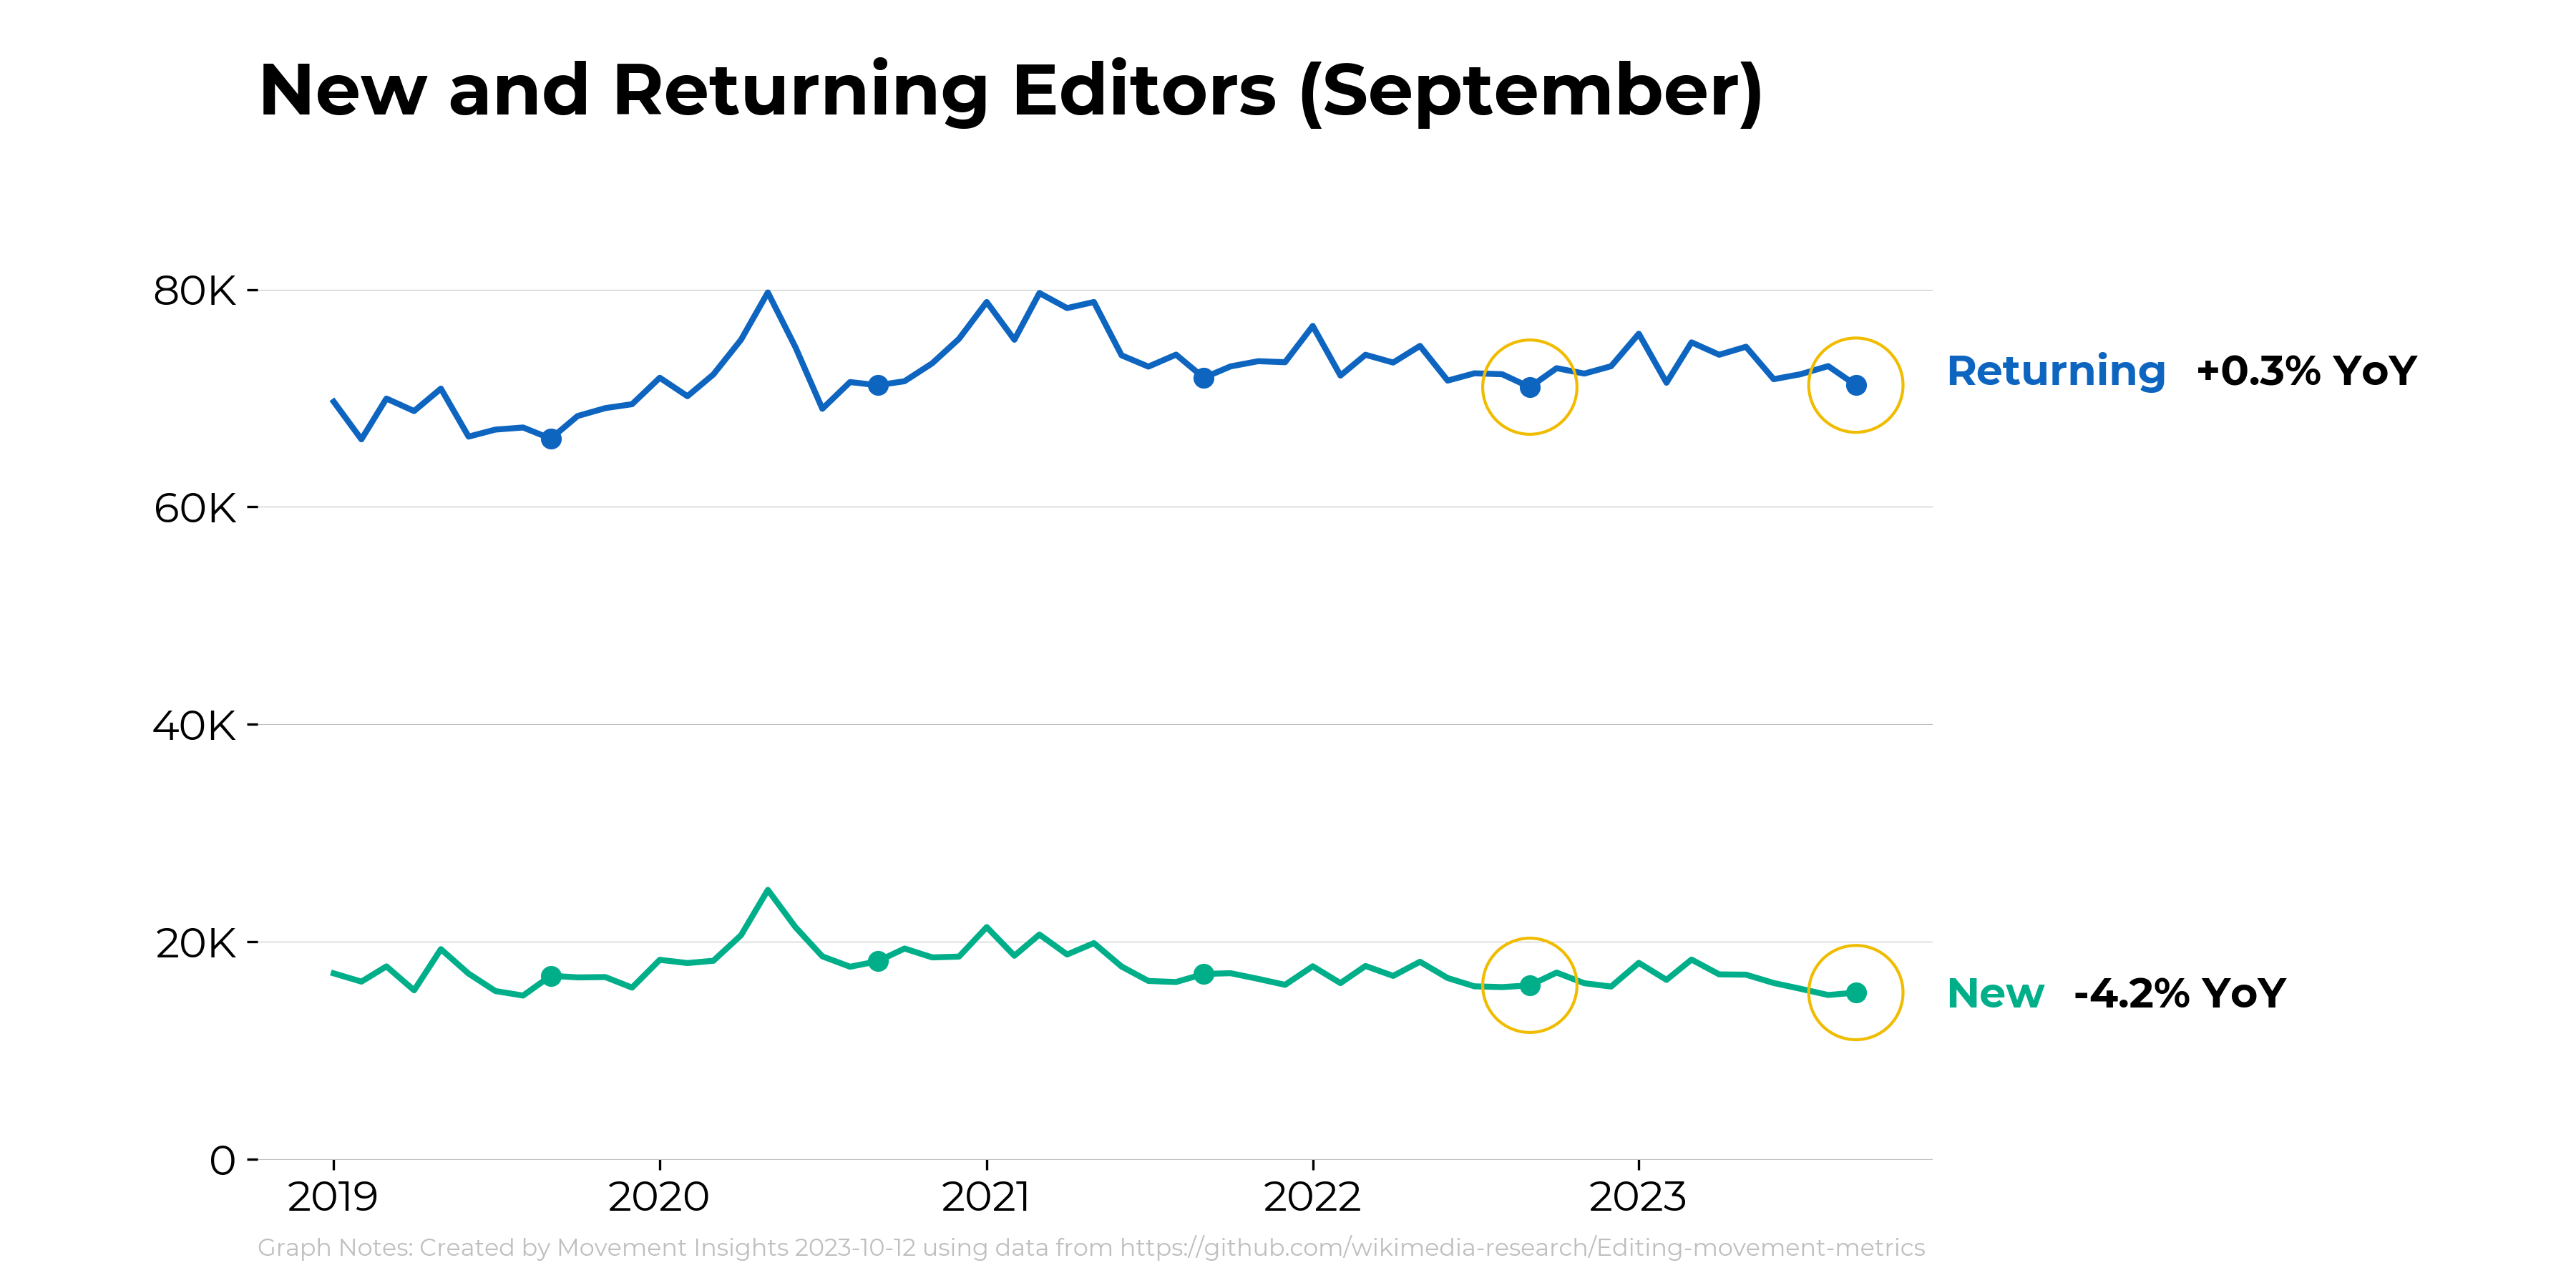 New and Returning Editors (September)
80K
60K
40K
20K
0
Returning +0.3% YoY
New -4.2% YoY
2019 2020 2021 2022 2023
Graph Notes: Created by Movement Insights 2023-10-12 using data from https://github.com/wikimedia-research/Editing-movement-metrics